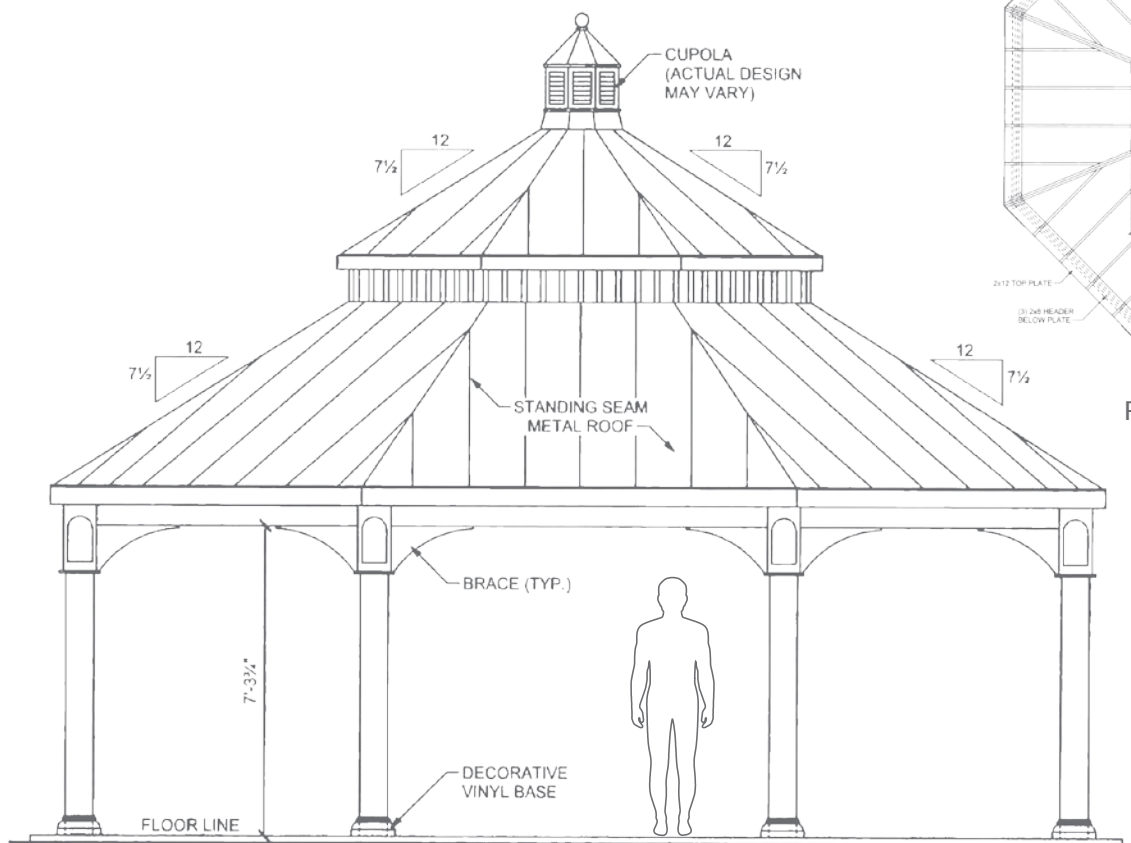 CUPOLA
(ACTUAL DESIGN
MAY VARY)
12
7½
12
7½
2x12 TOP PLATE
(3) 2x8 HEADER
BELOW PLATE
12
7½
12
7½
STANDING SEAM
METAL ROOF
BRACE (TYP.)
7'-3¾"
DECORATIVE
VINYL BASE
FLOOR LINE